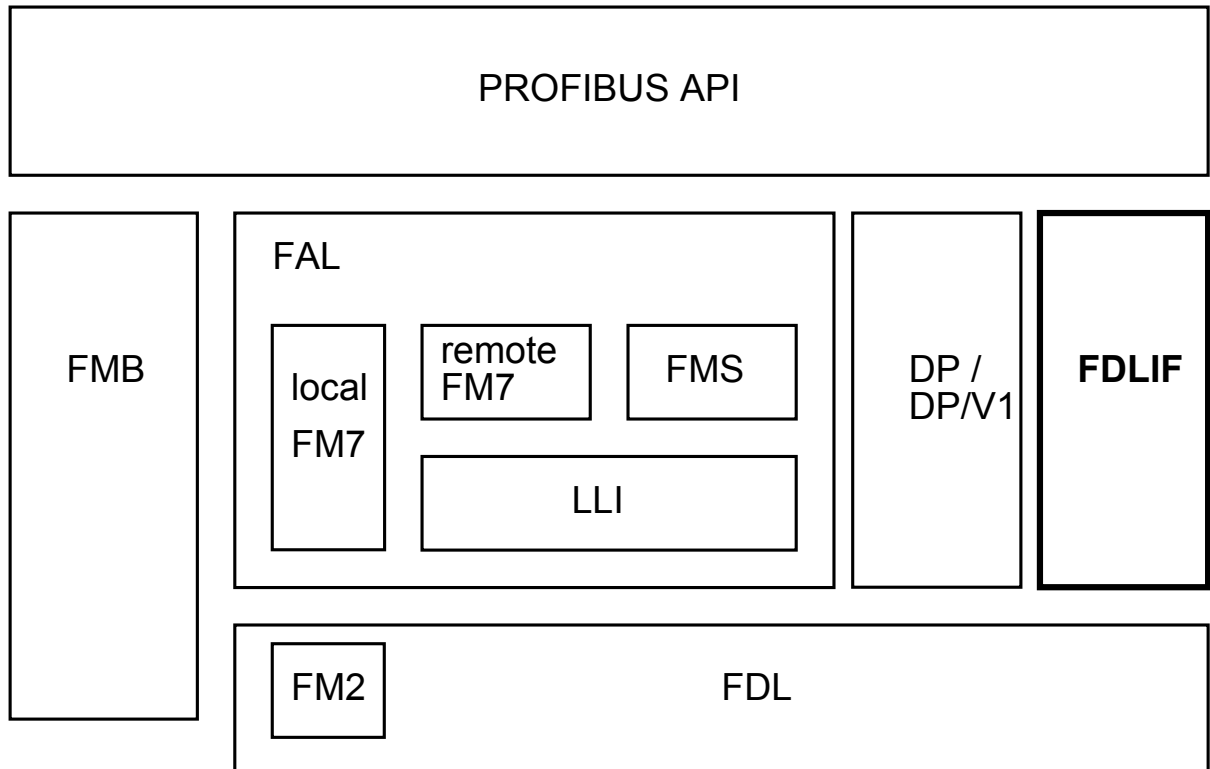 PROFIBUS API
FMB
FAL
local
FM7
remote
FM7
FMS
LLI
DP /
DP/V1
FDLIF
FM2
FDL